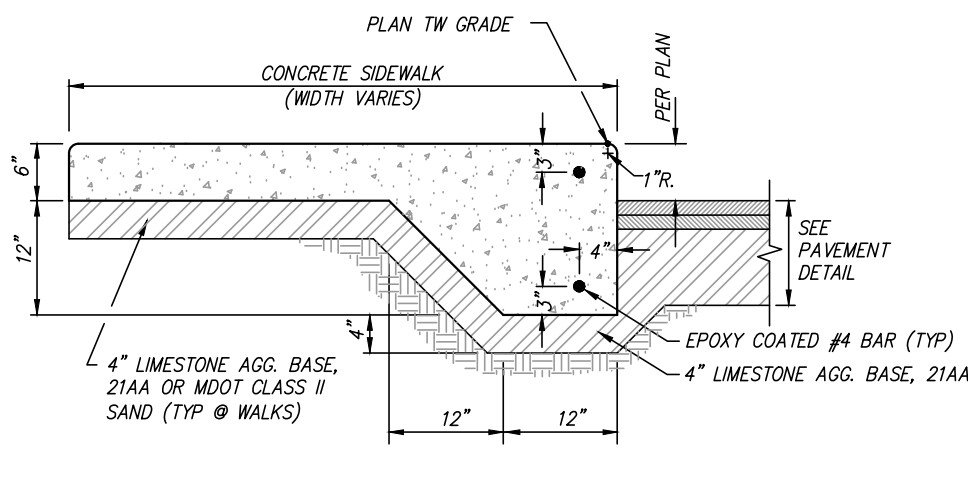 PLAN TW GRADE
CONCRETE SIDEWALK
(WIDTH VARIES)
PER PLAN
6"
3"
1"R.
12"
4"
SEE
PAVEMENT
DETAIL
3"
4"
EPOXY COATED #4 BAR (TYP)
4" LIMESTONE AGG. BASE, 21AA
4" LIMESTONE AGG. BASE,
21AA OR MDOT CLASS II
SAND (TYP @ WALKS)
12"
12"